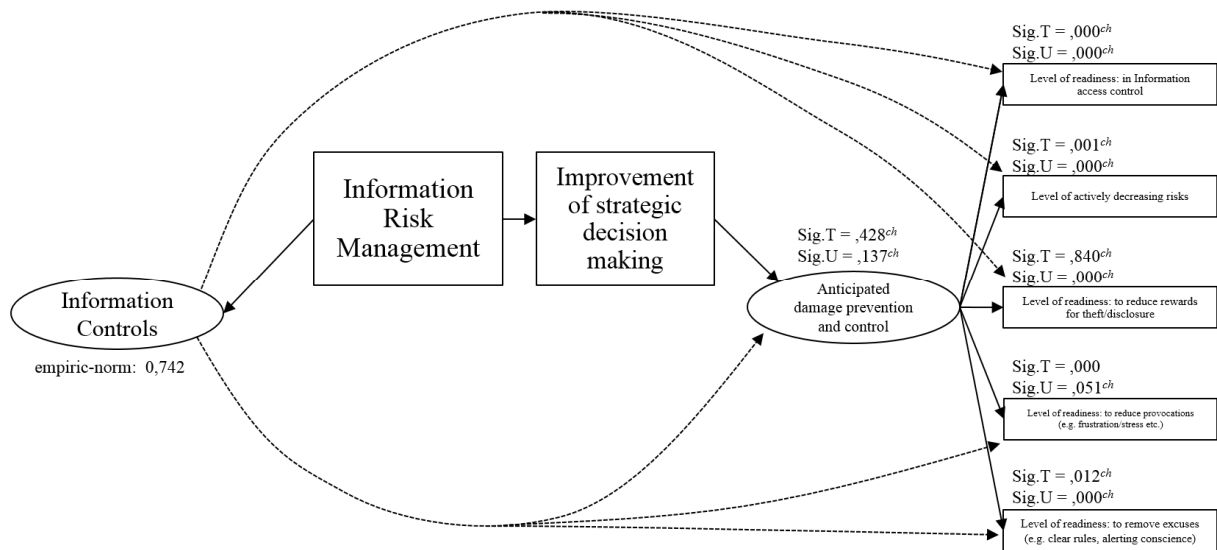 Sig.T = ,000ch
Sig.U = ,000ch
Level of readiness: in Information
access control
Sig.T = ,001ch
Sig.U = ,000ch
Level of actively decreasing risks
Information
Risk
Management
Improvement
of strategic
decision
making
Sig.T = ,428ch
Sig.U = ,137ch
Anticipated
damage prevention
and control
Sig.T = ,840ch
Sig.U = ,000ch
Level of readiness: to reduce rewards
for theft/disclosure
Information
Controls
empiric-norm: 0,742
Sig.T = ,000
Sig.U = ,051ch
Level of readiness: to reduce provocations
(e.g. frustration/stress etc.)
Sig.T = ,012ch
Sig.U = ,000ch
Level of readiness: to remove excuses
(e.g. clear rules, alerting conscience)